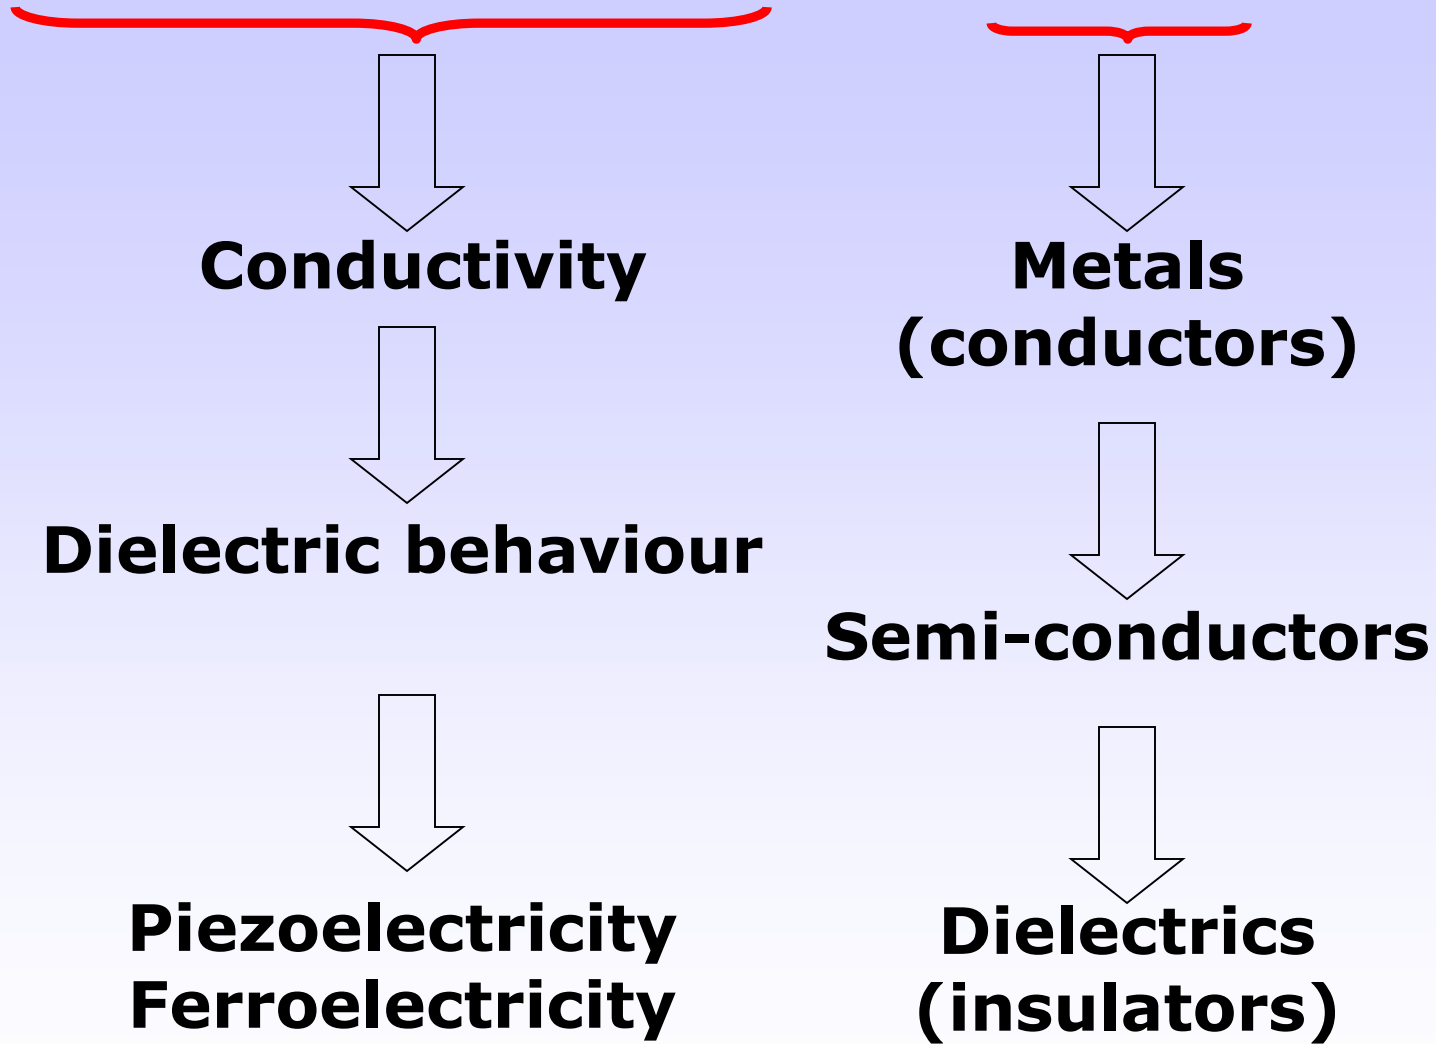 Conductivity
Dielectric behaviour
Piezoelectricity
Ferroelectricity
Metals
(conductors)
Semi-conductors
Dielectrics
(insulators)